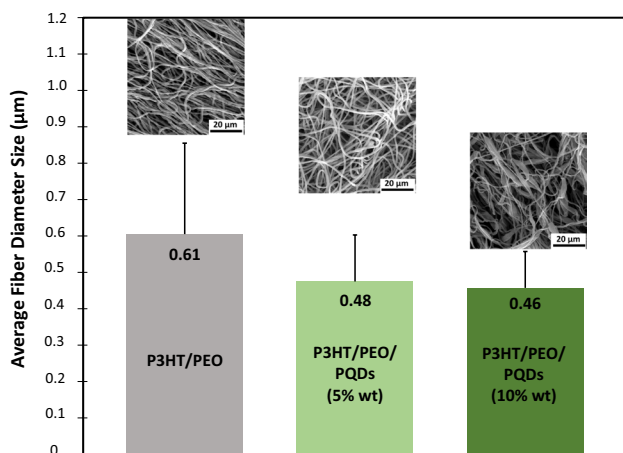 Average Fiber Diameter Size (μm)
1.2
1.1
1.0
0.9
0.8
0.7
0.6
0.5
0.4
0.3
0.2
0.1
0
20 μm
20 μm
20 μm
0.61
0.48
0.46
P3HT/PEO
P3HT/PEO/
PQDs
(5% wt)
P3HT/PEO/
PQDs
(10% wt)